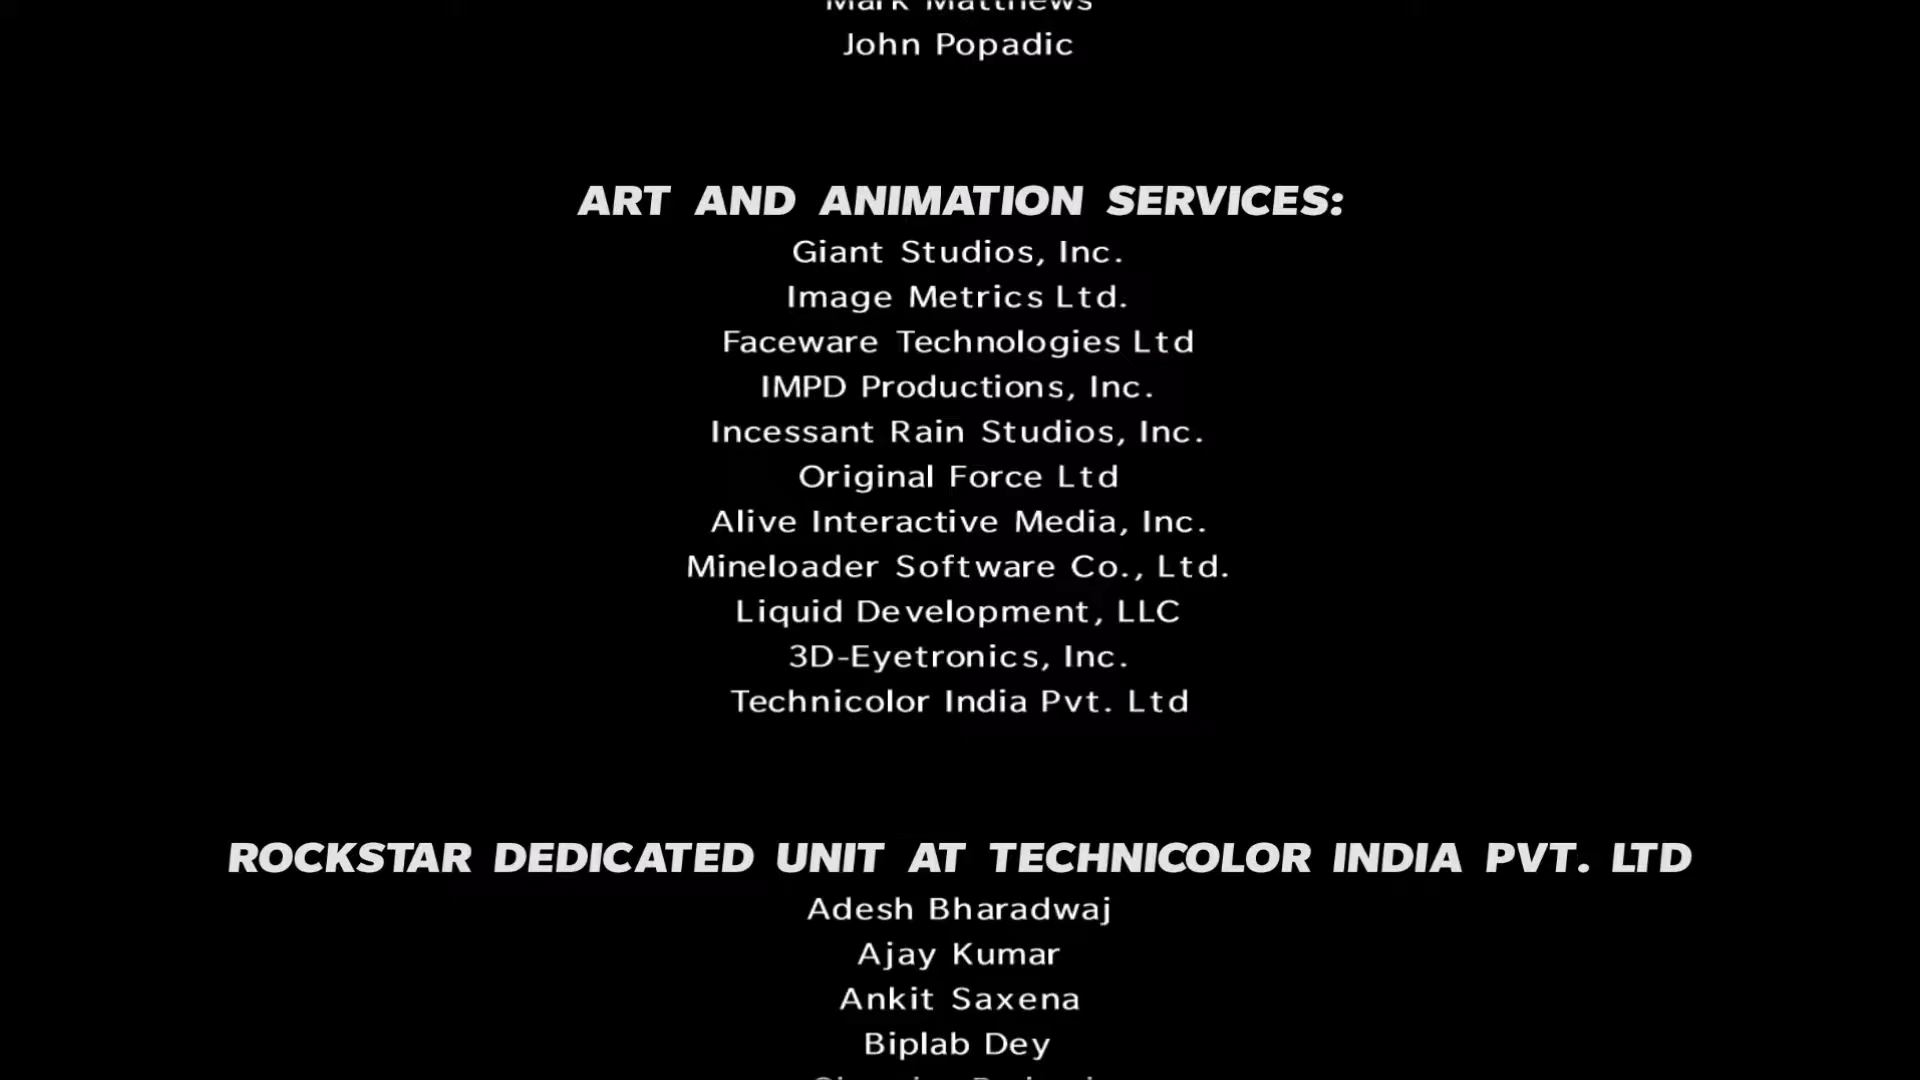 Mark Matthews
John Popadic
ART AND ANIMATION SERVICES:
Giant Studios, Inc.
Image Metrics Ltd.
Faceware Technologies Ltd
IMPD Productions, Inc.
Incessant Rain Studios, Inc.
Original Force Ltd
Alive Interactive Media, Inc.
Mineloader Software Co., Ltd.
Liquid Development, LLC
3D-Eyetronics, Inc.
Technicolor India Pvt. Ltd
ROCKSTAR DEDICATED UNIT AT TECHNICOLOR INDIA PVT. LTD
Adesh Bharadwaj
Ajay Kumar
Ankit Saxena
Biplab Dey